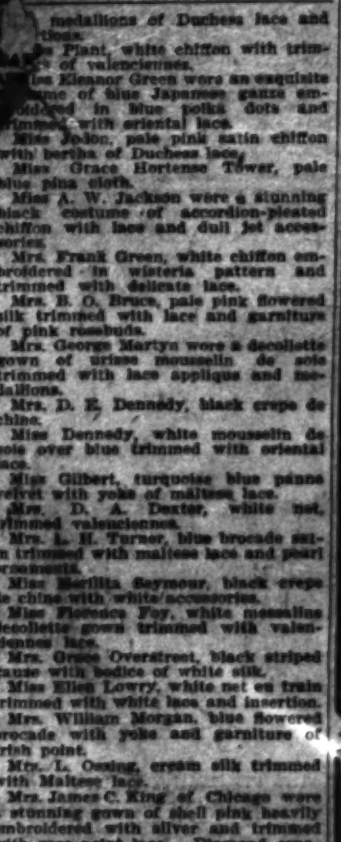 medallions of Duchess lace and
Plant, white chiffon with trim-
of valenciennes.
Eleanor Green wore an exquisite
of blue Japanese gauze em-
broidered in blue polka dots and
trimmed with oriental lace.
Miss Jodon, pale pink satin chiffon
with bertha of Duchess lace.
Miss Grace Hortense Tower, pale
blue pina cloth.
Miss A. W. Jackson wore a stunning
black costume of accordion-pleated
chiffon with lace and dull jet acces-
sories.
Mrs. Frank Green, white chiffon em-
broidered in wisteria pattern and
trimmed with delicate lace.
Mrs. B. O. Bruce, pale pink flowered
silk trimmed with lace and garniture
of pink rosebuds.
Mrs. George Martyn wore a decollette
gown of mousselin de soie
trimmed with lace applique and me-
dallions.
Mrs. D. E. Dennedy, black crepe de
chine.
Miss Dennedy, white mousselin de
soie over blue trimmed with oriental
lace.
Miss Gilbert, turquoise blue panne
velvet with yoke of maltese lace.
Mrs. D. A. Dexter, white net,
trimmed valenciennes.
Mrs. L. H. Turner, blue brocade sat-
in trimmed with maltese lace and pearl
ornaments.
Miss Seymour, black crepe
de chine with white accessories.
Miss Florence Foy, white messaline
decollette gown trimmed with valen-
ciennes lace.
Mrs. Grace Overstreet, black striped
gauze with bodice of white silk.
Miss Ellen Lowry, white net en train
trimmed with white lace and insertion.
Mrs. William Morgan, blue flowered
brocade with yoke and garniture of
Irish point.
Mrs. L. cream silk trimmed
with Maltese lace.
Mrs. James C. King of Chicago wore
a stunning gown of shell pink heavily
embroidered with silver and trimmed